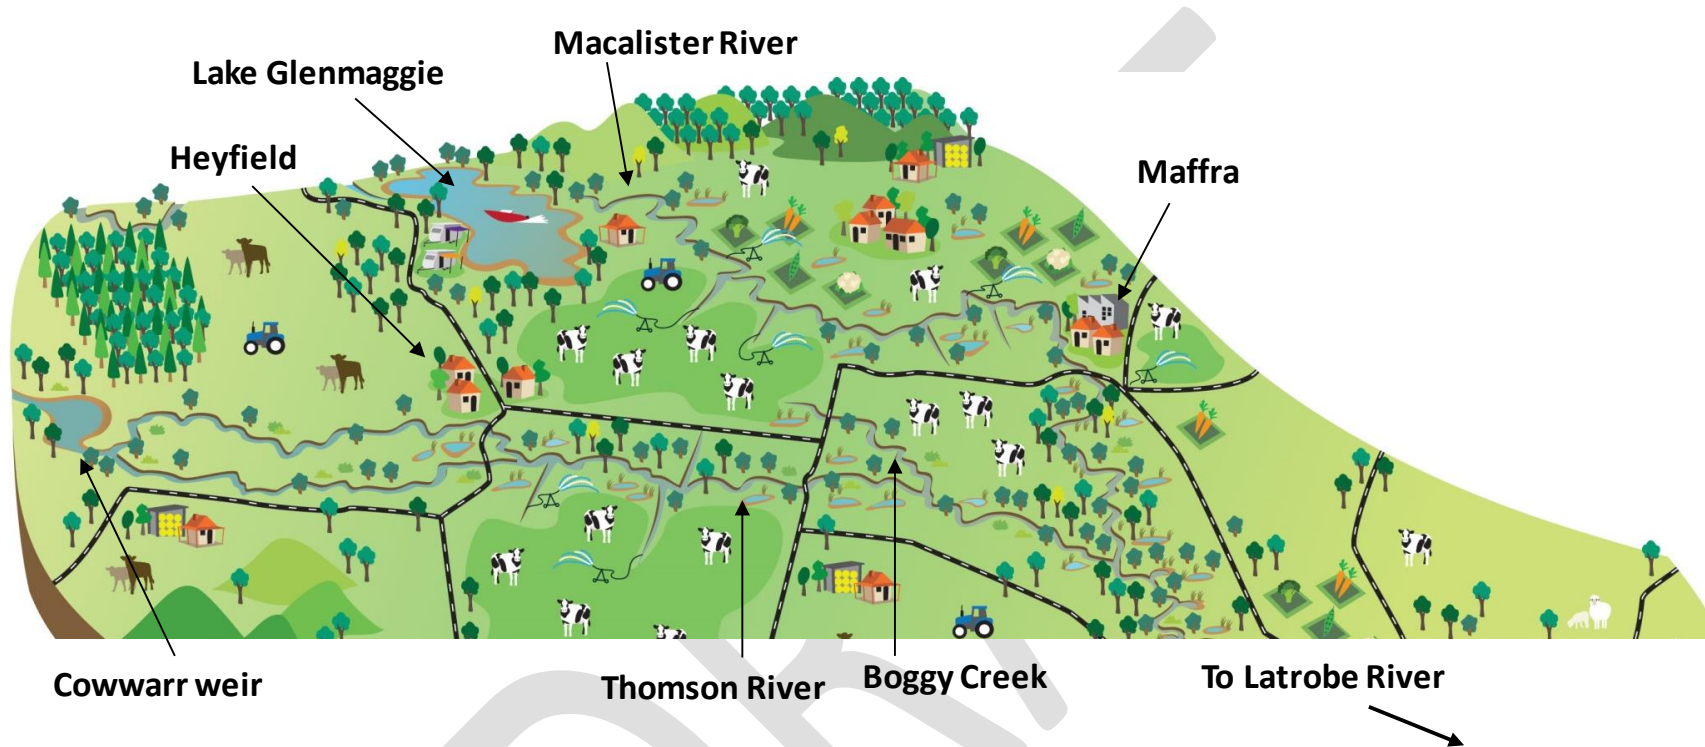 Macalister River
Lake Glenmaggie
Heyfield
Maffra
Cowwarr weir
Thomson River
Boggy Creek
To Latrobe River